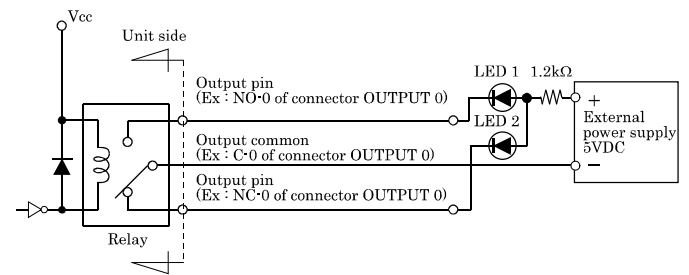 Vcc
Unit side
Output pin
(Ex : NO-0 of connector OUTPUT 0)
LED 1
1.2kΩ
LED 2
+
External
power supply
5VDC
−
Output common
(Ex : C-0 of connector OUTPUT 0)
Output pin
(Ex : NC-0 of connector OUTPUT 0)
Relay